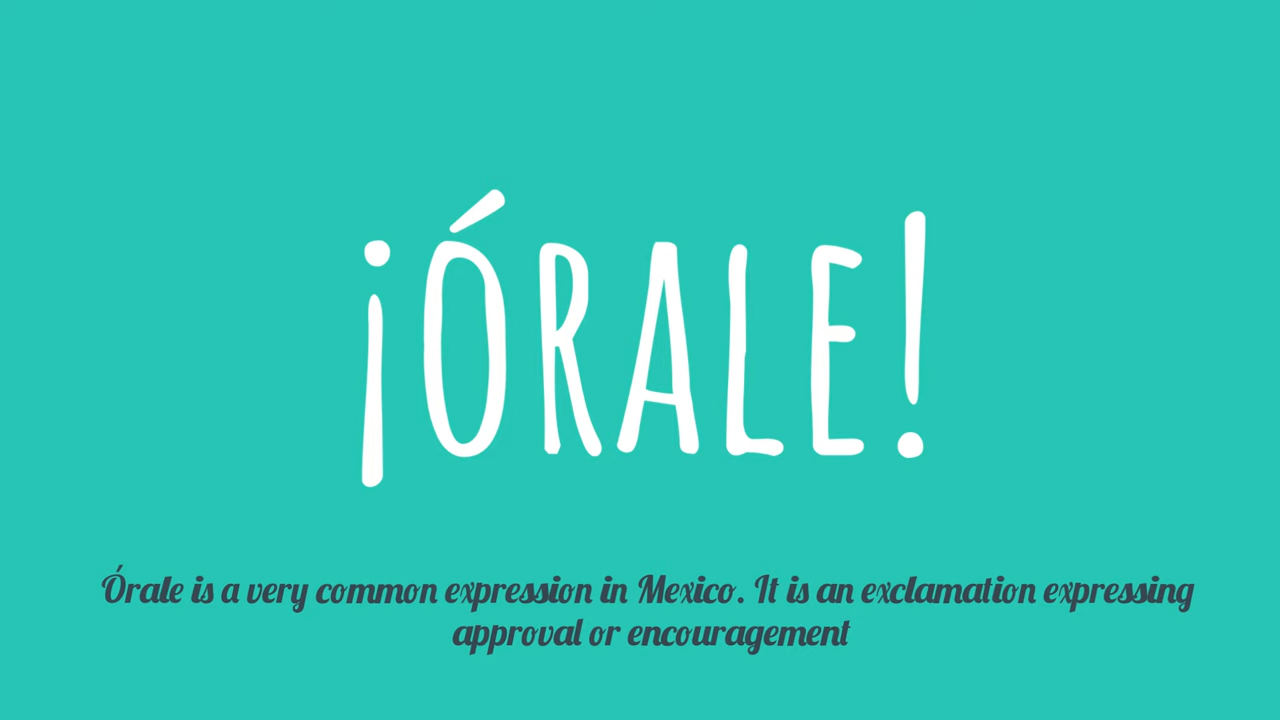 ¡ÓRALE!
Órale is a very common expression in Mexico. It is an exclamation expressing
approval or encouragement